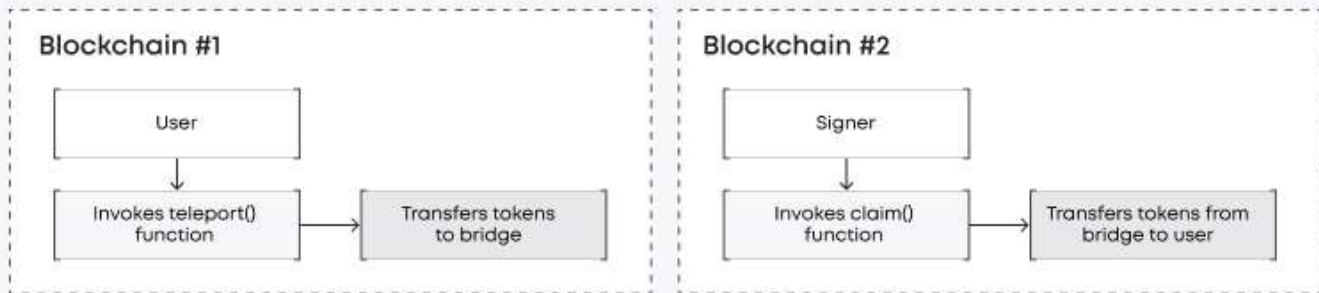 Blockchain #1
User
Invokes teleport()
function
Transfers tokens
to bridge
Blockchain #2
Signer
Invokes claim()
function
Transfers tokens from
bridge to user